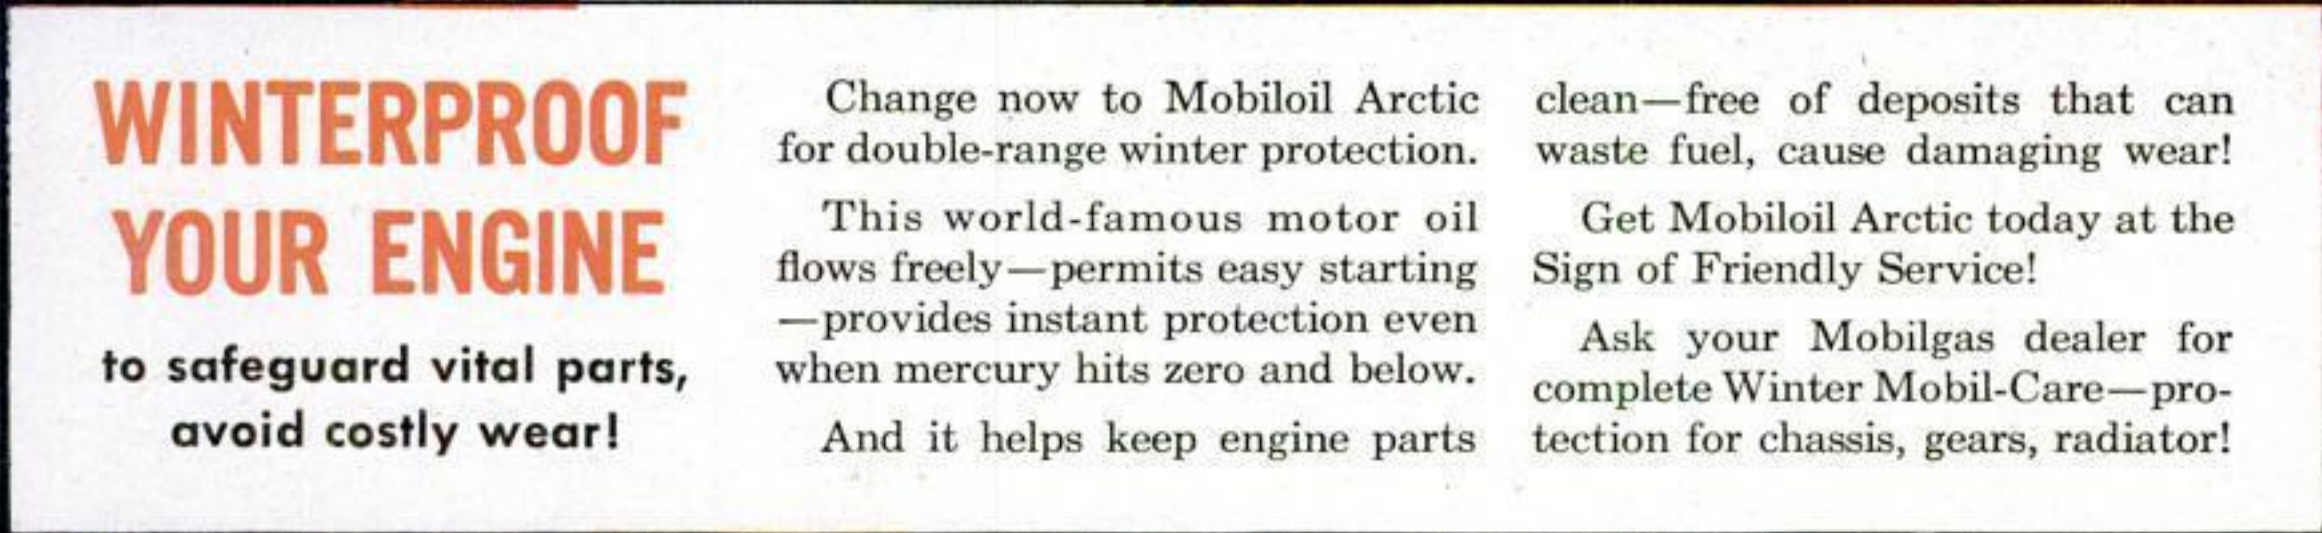 WINTERPROOF
YOUR ENGINE
to safeguard vital parts,
avoid costly wear!
Change now to Mobiloil Arctic
for double-range winter protection.
This world-famous motor oil
flows freely—permits easy starting
—provides instant protection even
when mercury hits zero and below.
And it helps keep engine parts
clean—free of deposits that can
waste fuel, cause damaging wear!
Get Mobiloil Arctic today at the
Sign of Friendly Service!
Ask your Mobilgas dealer for
complete Winter Mobil-Care—pro-
tection for chassis, gears, radiator!